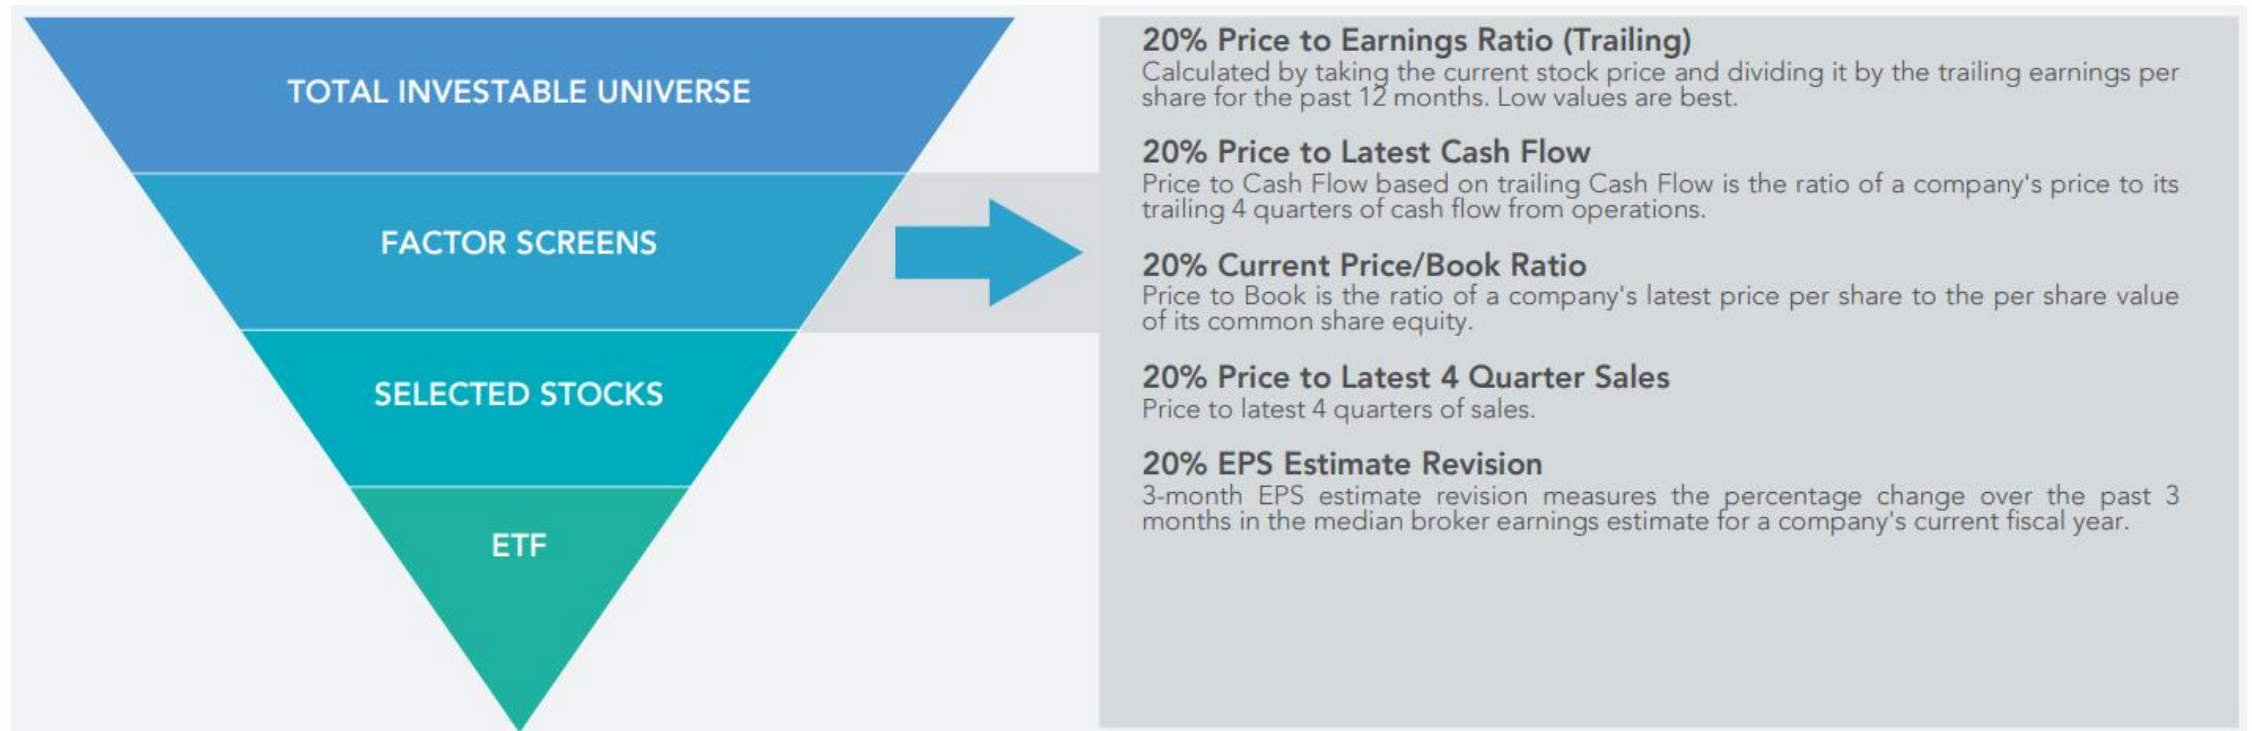 TOTAL INVESTABLE UNIVERSE
FACTOR SCREENS
SELECTED STOCKS
ETF
20% Price to Earnings Ratio (Trailing)
Calculated by taking the current stock price and dividing it by the trailing earnings per
share for the past 12 months. Low values are best.
20% Price to Latest Cash Flow
Price to Cash Flow based on trailing Cash Flow is the ratio of a company's price to its
trailing 4 quarters of cash flow from operations.
20% Current Price/Book Ratio
Price to Book is the ratio of a company's latest price per share to the per share value
of its common share equity.
20% Price to Latest 4 Quarter Sales
Price to latest 4 quarters of sales.
20% EPS Estimate Revision
3-month EPS estimate revision measures the percentage change over the past 3
months in the median broker earnings estimate for a company's current fiscal year.